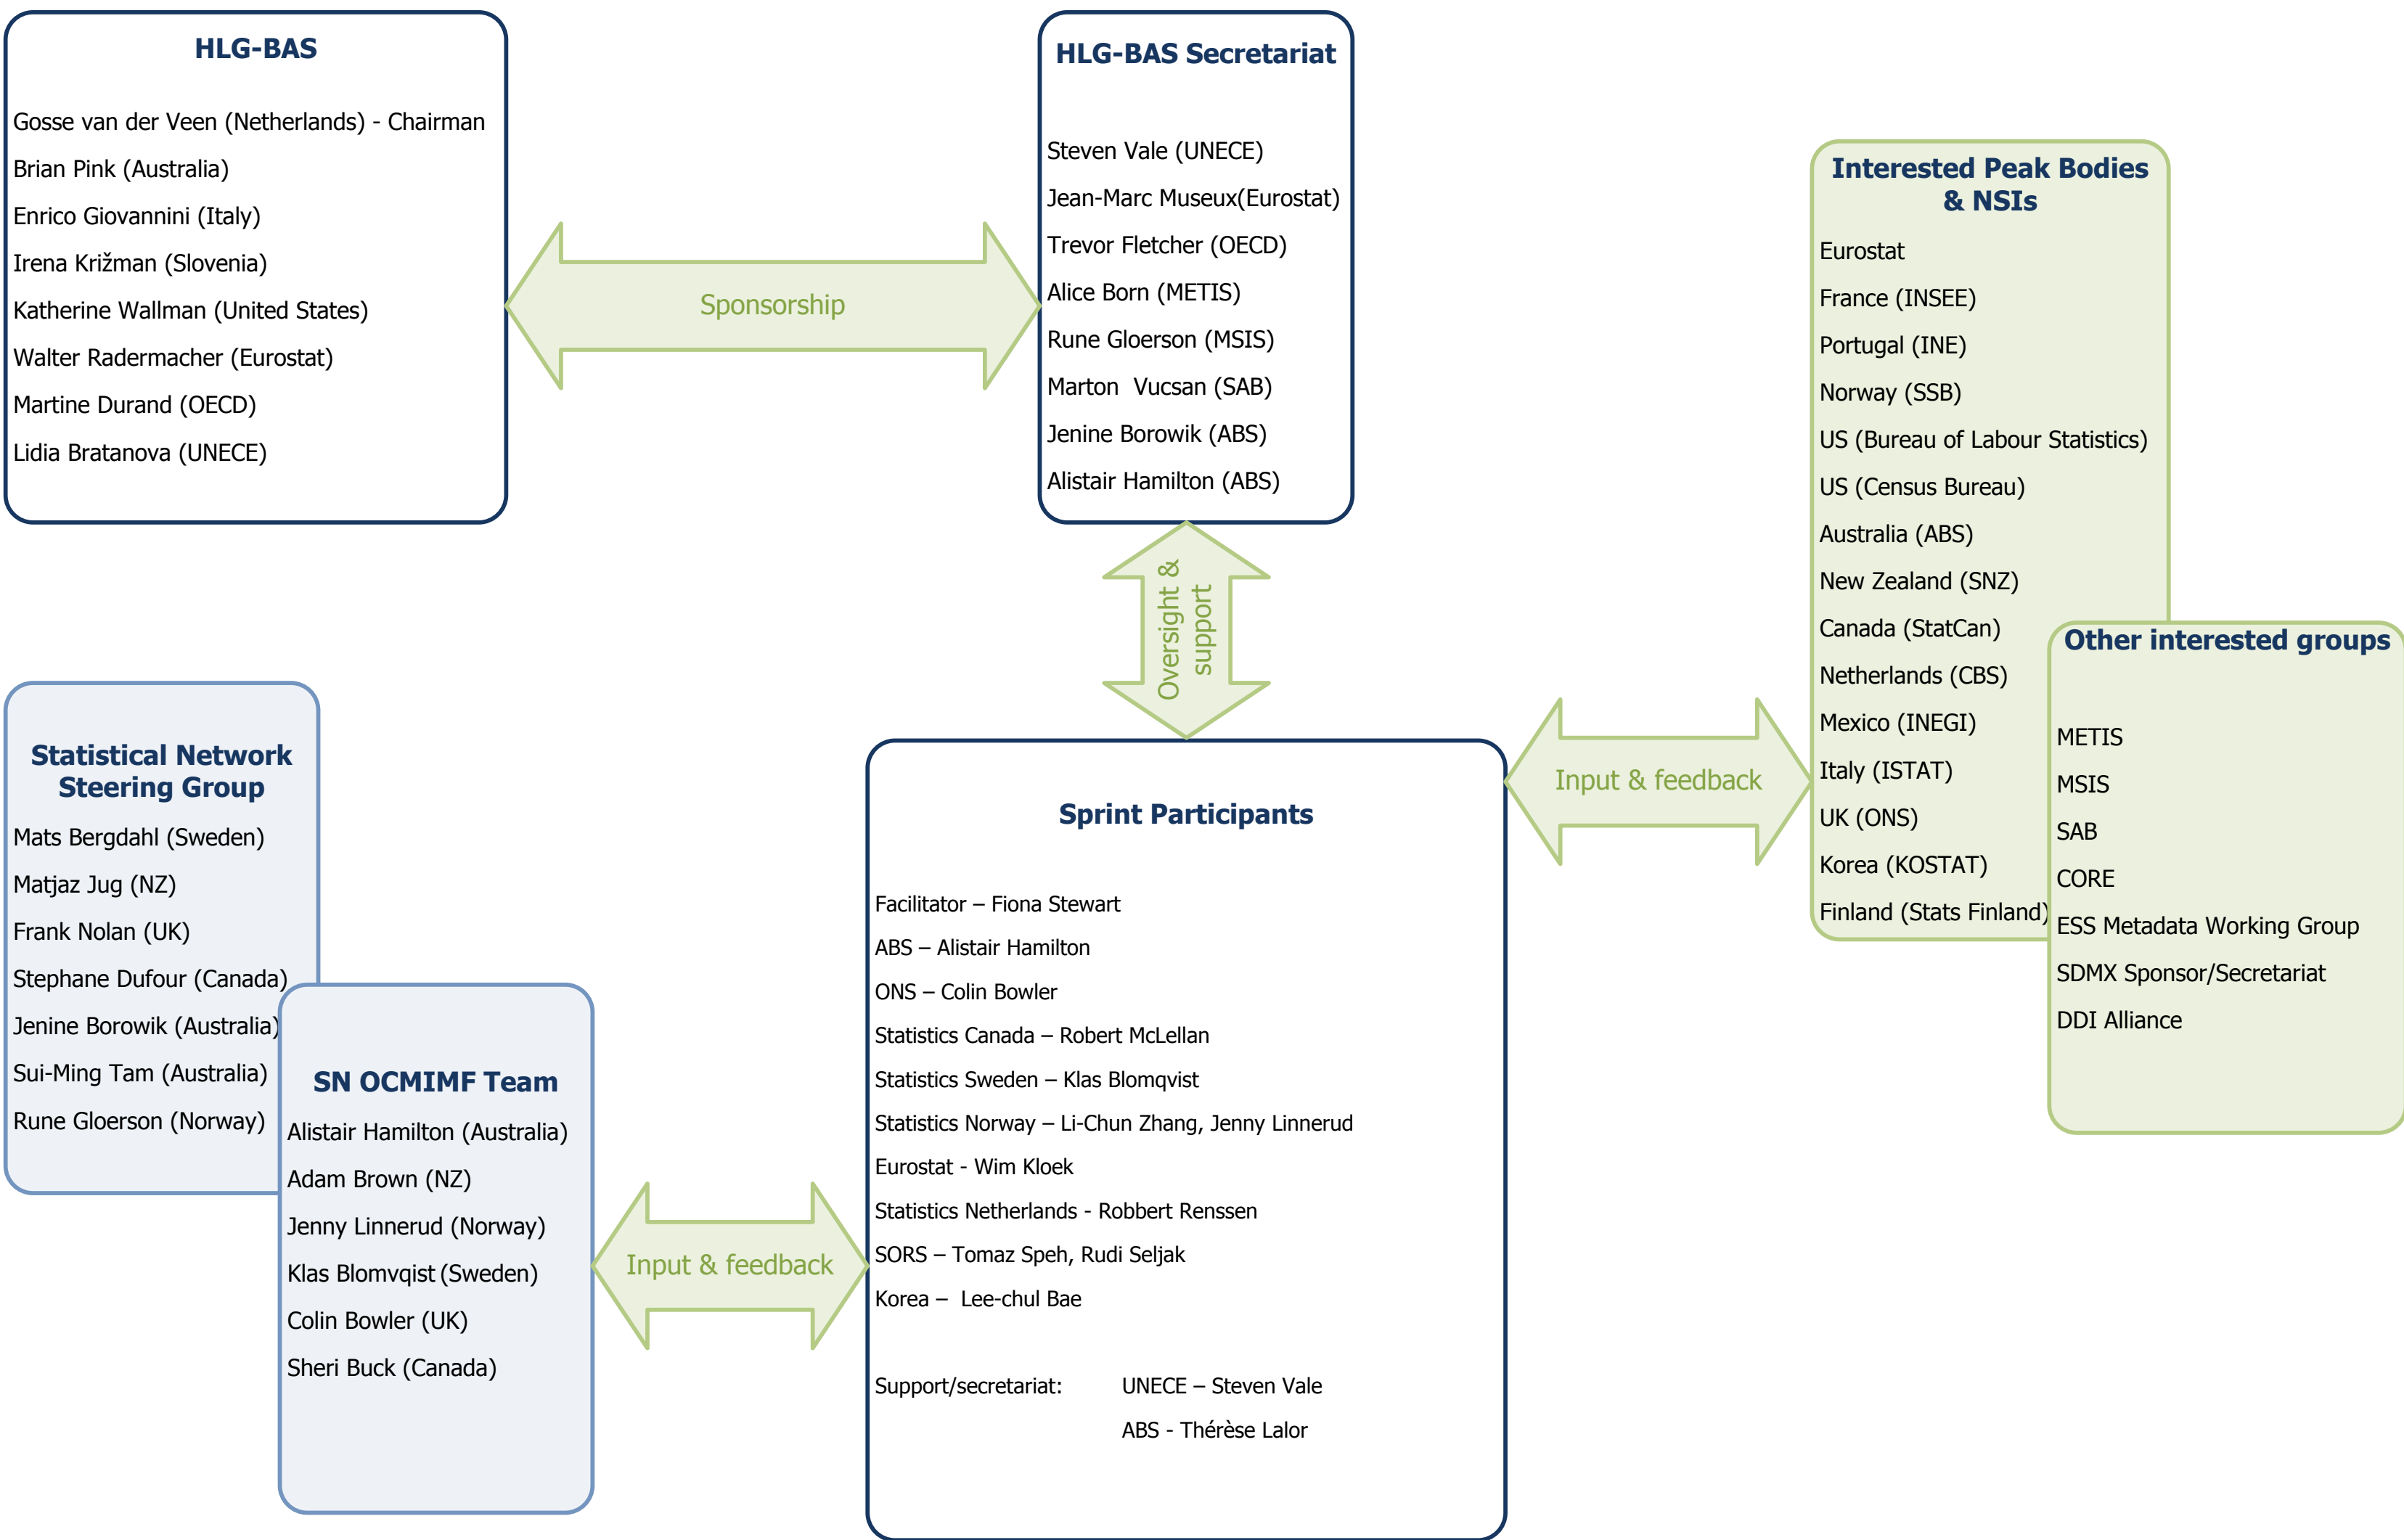 HLG-BAS
Gosse van der Veen (Netherlands) - Chairman
Brian Pink (Australia)
Enrico Giovannini (Italy)
Irena Križman (Slovenia)
Katherine Wallman (United States)
Walter Radermacher (Eurostat)
Martine Durand (OECD)
Lidia Bratanova (UNECE)
Sponsorship
HLG-BAS Secretariat
Steven Vale (UNECE)
Jean-Marc Museux(Eurostat)
Trevor Fletcher (OECD)
Alice Born (METIS)
Rune Gloerson (MSIS)
Marton  Vucsan (SAB)
Jenine Borowik (ABS)
Alistair Hamilton (ABS)
Oversight &
support
Interested Peak Bodies
& NSIs
Eurostat
France (INSEE)
Portugal (INE)
Norway (SSB)
US (Bureau of Labour Statistics)
US (Census Bureau)
Australia (ABS)
New Zealand (SNZ)
Canada (StatCan)
Netherlands (CBS)
Mexico (INEGI)
Italy (ISTAT)
UK (ONS)
Korea (KOSTAT)
Finland (Stats Finland)
Other interested groups
METIS
MSIS
SAB
CORE
ESS Metadata Working Group
SDMX Sponsor/Secretariat
DDI Alliance
Input & feedback
Statistical Network
Steering Group
Mats Bergdahl (Sweden)
Matjaz Jug (NZ)
Frank Nolan (UK)
Stephane Dufour (Canada)
Jenine Borowik (Australia)
Sui-Ming Tam (Australia)
Rune Gloerson (Norway)
SN OCMIMF Team
Alistair Hamilton (Australia)
Adam Brown (NZ)
Jenny Linnerud (Norway)
Klas Blomvqist (Sweden)
Colin Bowler (UK)
Sheri Buck (Canada)
Input & feedback
Sprint Participants
Facilitator – Fiona Stewart
ABS – Alistair Hamilton
ONS – Colin Bowler
Statistics Canada – Robert McLellan
Statistics Sweden – Klas Blomqvist
Statistics Norway – Li-Chun Zhang, Jenny Linnerud
Eurostat - Wim Kloek
Statistics Netherlands - Robbert Renssen
SORS – Tomaz Speh, Rudi Seljak
Korea –  Lee-chul Bae
Support/secretariat: UNECE – Steven Vale
ABS - Thérèse Lalor